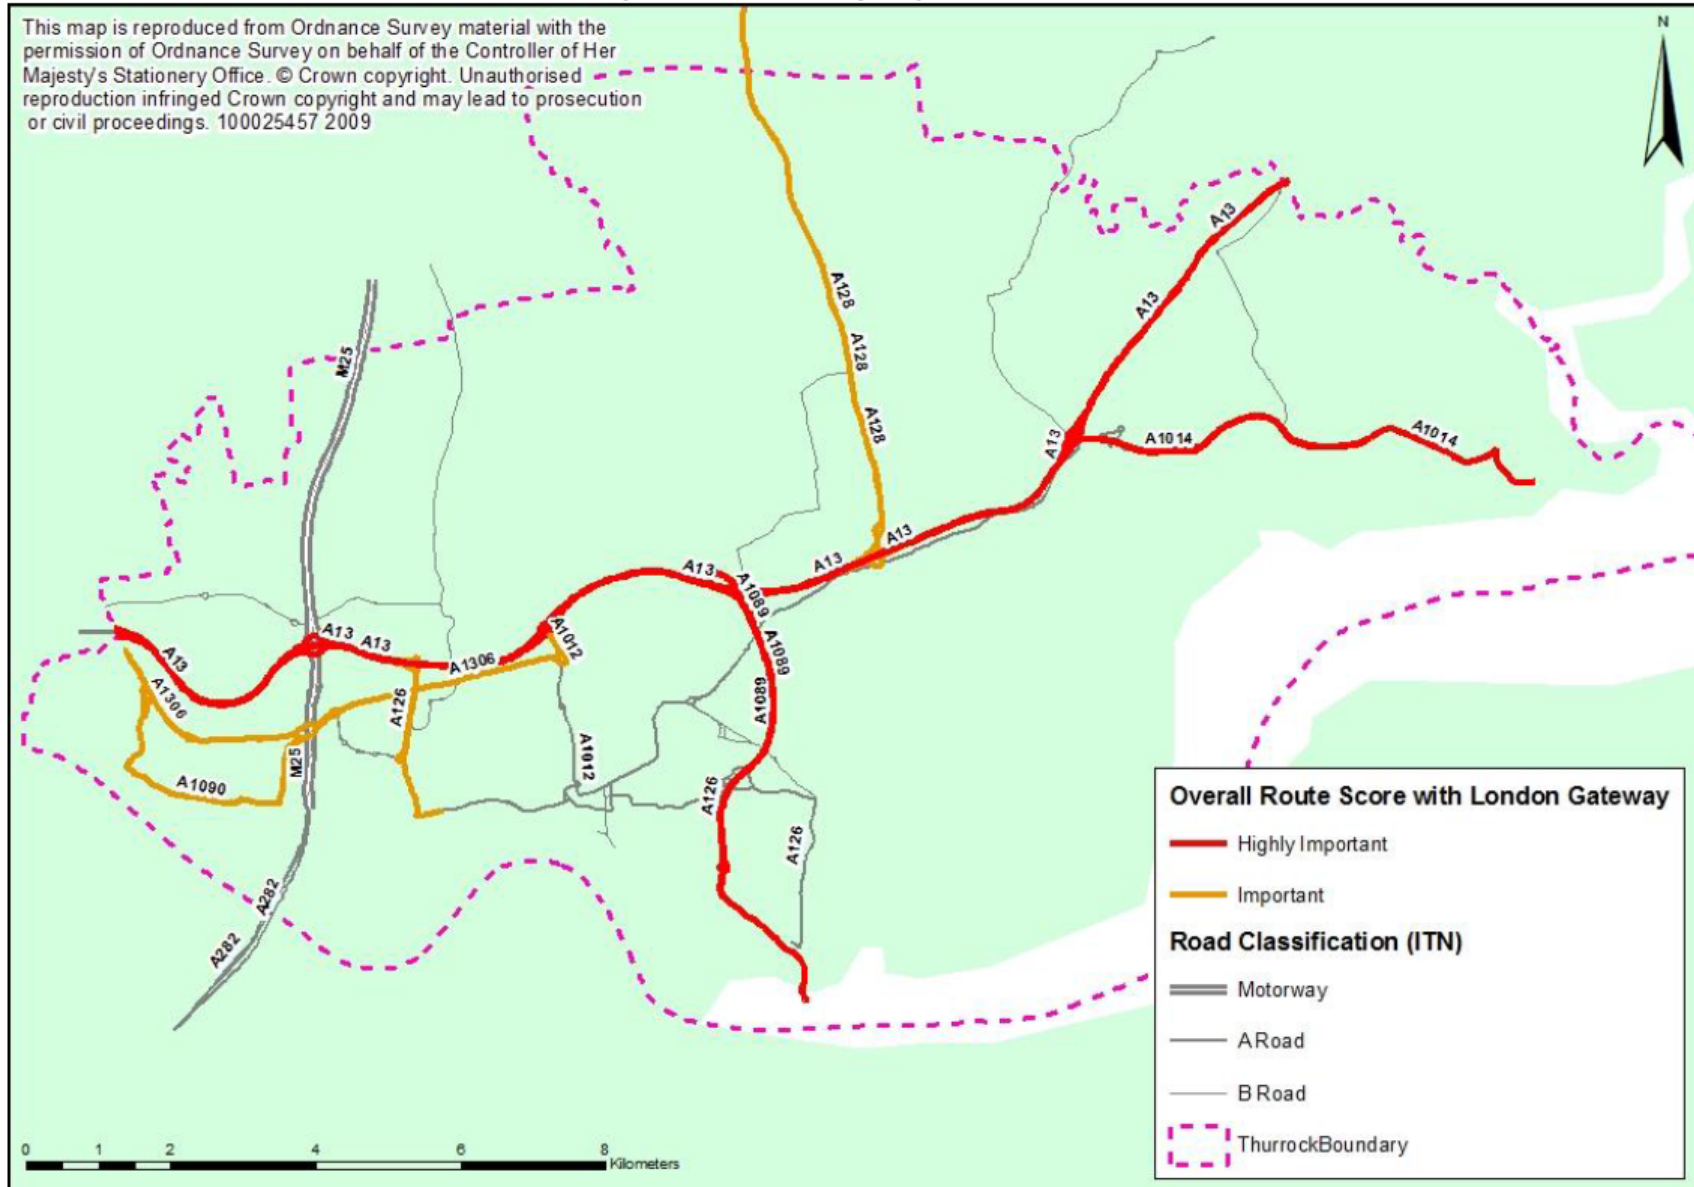 This map is reproduced from Ordnance Survey material with the
permission of Ordnance Survey on behalf of the Controller of Her
Majesty's Stationery Office. © Crown copyright. Unauthorised
reproduction infringed Crown copyright and may lead to prosecution
or civil proceedings. 100025457 2009
N
A13
A13
A128
A128
A128
M25
A13
A1014
A1014
A13
A13
A13
A1089
A1089
A1089
A13
A13
A1012
A1306
A13
A1306
A126
M25
A1090
A1012
A126
A126
A282
A282
Overall Route Score with London Gateway
Highly Important
Important
Road Classification (ITN)
Motorway
A Road
B Road
ThurrockBoundary
0 1 2 4 6 8
Kilometers